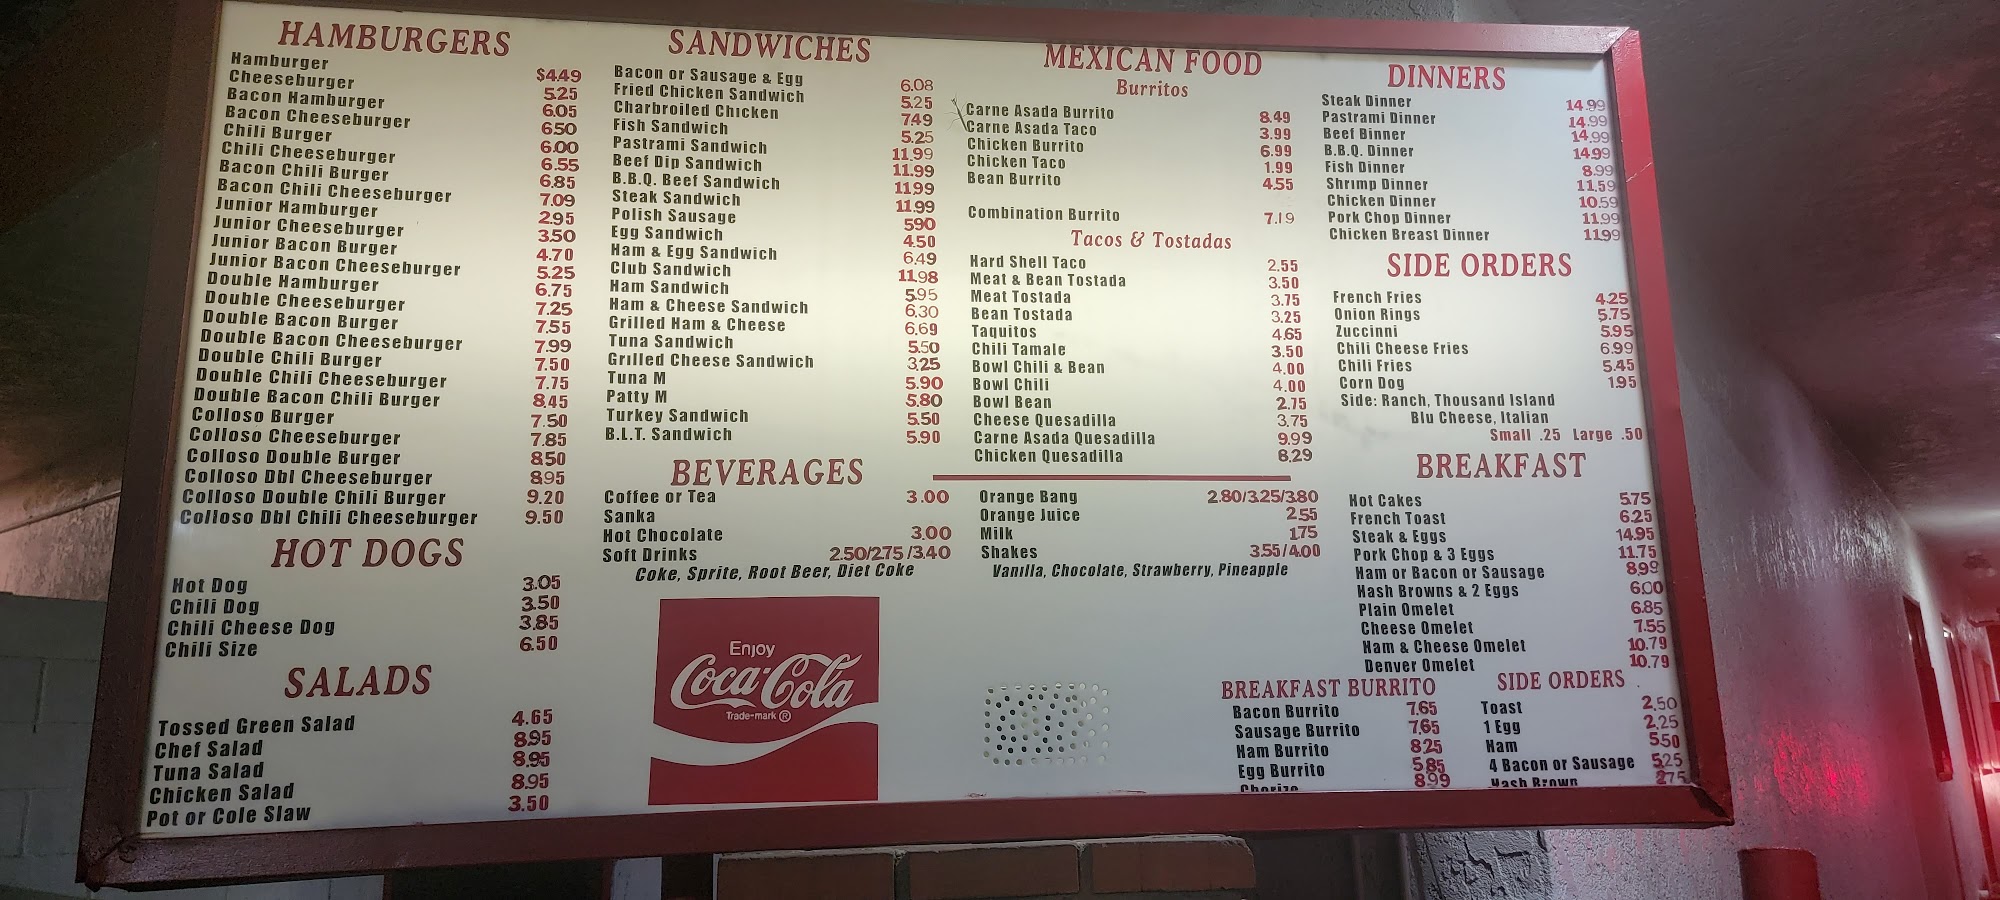 HAMBURGERS
Hamburger $4.49
Cheeseburger 5.25
Bacon Hamburger 6.05
Bacon Cheeseburger 6.50
Chili Burger 6.00
Chili Cheeseburger 6.55
Bacon Chili Burger 6.85
Bacon Chili Cheeseburger 7.09
Junior Hamburger 2.95
Junior Cheeseburger 3.50
Junior Bacon Burger 4.70
Junior Bacon Cheeseburger 5.25
Double Hamburger 6.75
Double Cheeseburger 7.25
Double Bacon Burger 7.55
Double Bacon Cheeseburger 7.99
Double Chili Burger 7.50
Double Chili Cheeseburger 7.75
Double Bacon Chili Burger 8.45
Colloso Burger 7.50
Colloso Cheeseburger 7.85
Colloso Double Burger 8.50
Colloso Dbl Cheeseburger 8.95
Colloso Double Chili Burger 9.20
Colloso Dbl Chili Cheeseburger 9.50
HOT DOGS
Hot Dog 3.05
Chili Dog 3.50
Chili Cheese Dog 3.85
Chili Size 6.50
SALADS
Tossed Green Salad 4.65
Chef Salad 8.95
Tuna Salad 8.95
Chicken Salad 8.95
Pot or Cole Slaw 3.50
SANDWICHES
Bacon or Sausage & Egg 6.08
Fried Chicken Sandwich 5.25
Charbroiled Chicken 7.49
Fish Sandwich 5.25
Pastrami Sandwich 11.99
Beef Dip Sandwich 11.99
B.B.Q. Beef Sandwich 11.99
Steak Sandwich 11.99
Polish Sausage 5.90
Egg Sandwich 4.50
Ham & Egg Sandwich 6.49
Club Sandwich 11.98
Ham Sandwich 5.95
Ham & Cheese Sandwich 6.30
Grilled Ham & Cheese 6.69
Tuna Sandwich 5.50
Grilled Cheese Sandwich 3.25
Tuna M 5.90
Patty M 5.80
Turkey Sandwich 5.50
B.L.T. Sandwich 5.90
BEVERAGES
Coffee or Tea 3.00
Sanka
Hot Chocolate 3.00
Soft Drinks 2.50/2.75/3.40
Coke, Sprite, Root Beer, Diet Coke
Orange Bang 2.80/3.25/3.80
Orange Juice 2.55
Milk 1.75
Shakes 3.55/4.00
Vanilla, Chocolate, Strawberry, Pineapple
Enjoy
Coca-Cola
Trade-mark ®
MEXICAN FOOD
Burritos
Carne Asada Burrito 8.49
Carne Asada Taco 3.99
Chicken Burrito 6.99
Chicken Taco 1.99
Bean Burrito 4.55
Combination Burrito 7.19
Tacos & Tostadas
Hard Shell Taco 2.55
Meat & Bean Tostada 3.50
Meat Tostada 3.75
Bean Tostada 3.25
Taquitos 4.65
Chili Tamale 3.50
Bowl Chili & Bean 4.00
Bowl Chili 4.00
Bowl Bean 2.75
Cheese Quesadilla 3.75
Carne Asada Quesadilla 9.99
Chicken Quesadilla 8.29
DINNERS
Steak Dinner 14.99
Pastrami Dinner 14.99
Beef Binner 14.99
B.B.Q. Dinner 14.99
Fish Dinner 8.99
Shrimp Dinner 11.59
Chicken Dinner 10.59
Pork Chop Dinner 11.99
Chicken Breast Dinner 11.99
SIDE ORDERS
French Fries 4.25
Onion Rings 5.75
Zuccinni 5.95
Chili Cheese Fries 6.99
Chili Fries 5.45
Corn Dog 1.95
Side: Ranch, Thousand Island
Blu Cheese, Italian
Small .25 Large .50
BREAKFAST
Hot Cakes 5.75
French Toast 6.25
Steak & Eggs 14.95
Pork Chop & 3 Eggs 11.75
Ham or Bacon or Sausage 8.99
Hash Browns & 2 Eggs 6.00
Plain Omelet 6.85
Cheese Omelet 7.55
Ham & Cheese Omelet 10.79
Denver Omelet 10.79
BREAKFAST BURRITO
Bacon Burrito 7.65
Sausage Burrito 7.65
Ham Burrito 8.25
Egg Burrito 5.85
Chorizo 8.99
SIDE ORDERS
Toast 2.50
1 Egg 2.25
Ham 5.50
4 Bacon or Sausage 5.25
Hash Brown 2.75